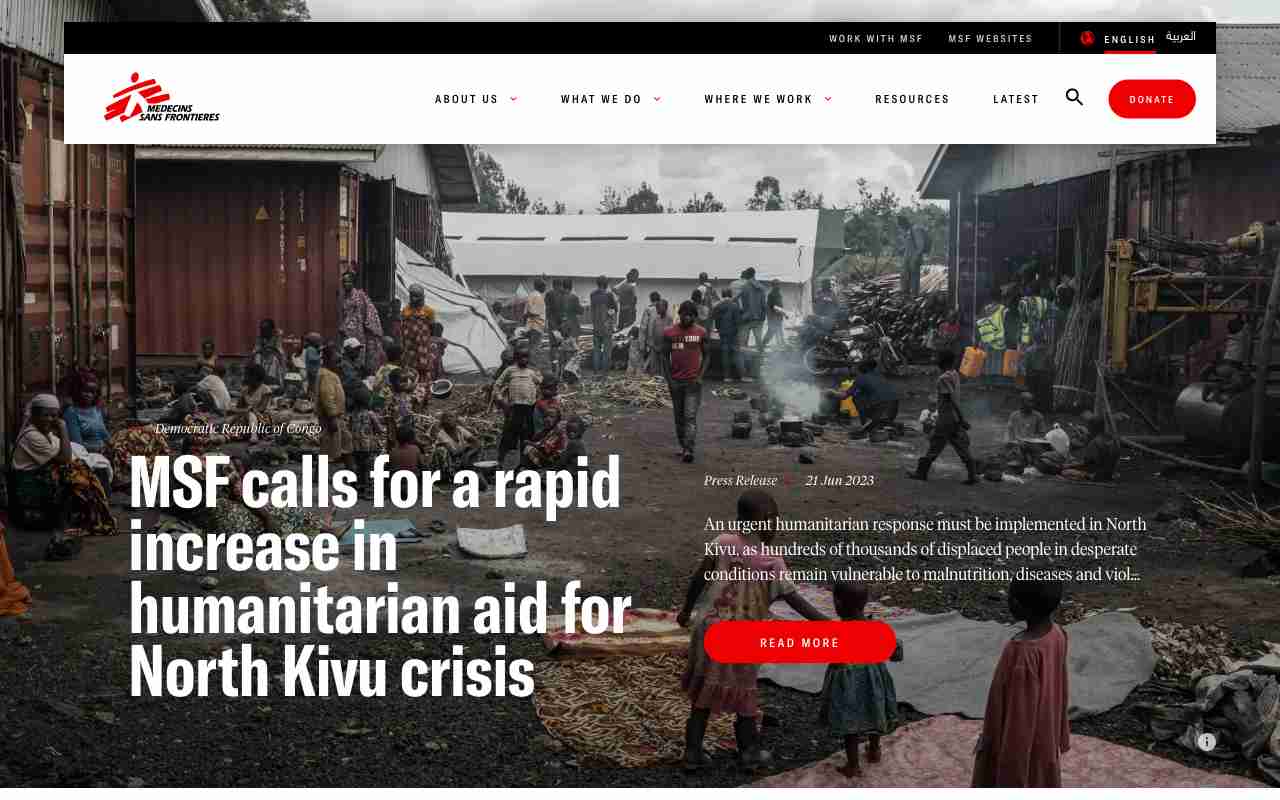 WORK WITH MSF
MSF WEBSITES
ENGLISH
العربية
MEDECINS
SANS FRONTIERES
ABOUT US
WHAT WE DO
WHERE WE WORK
RESOURCES
LATEST
DONATE
Democratic Republic of Congo
MSF calls for a rapid
increase in
humanitarian aid for
North Kivu crisis
Press Release
21 Jun 2023
An urgent humanitarian response must be implemented in North
Kivu, as hundreds of thousands of displaced people in desperate
conditions remain vulnerable to malnutrition, diseases and viol...
READ MORE